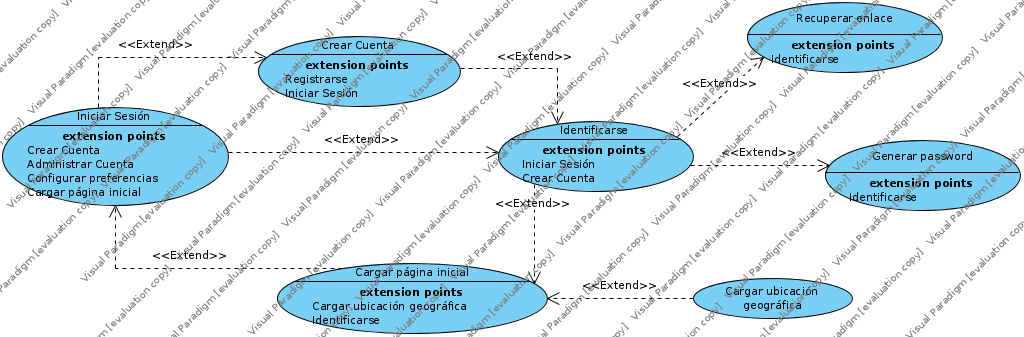 Recuperar enlace
extension points
Identificarse
<<Extend>>
Crear Cuenta
extension points
Registrarse
Iniciar Sesión
<<Extend>>
<<Extend>>
Iniciar Sesión
extension points
Crear Cuenta
Administrar Cuenta
Configurar preferencias
Cargar página inicial
<<Extend>>
Identificarse
extension points
Iniciar Sesión
Crear Cuenta
<<Extend>>
Generar password
extension points
Identificarse
<<Extend>>
<<Extend>>
Cargar página inicial
extension points
Cargar ubicación geográfica
Identificarse
<<Extend>>
Cargar ubicación
geográfica
Visual Paradigm [evaluation copy]